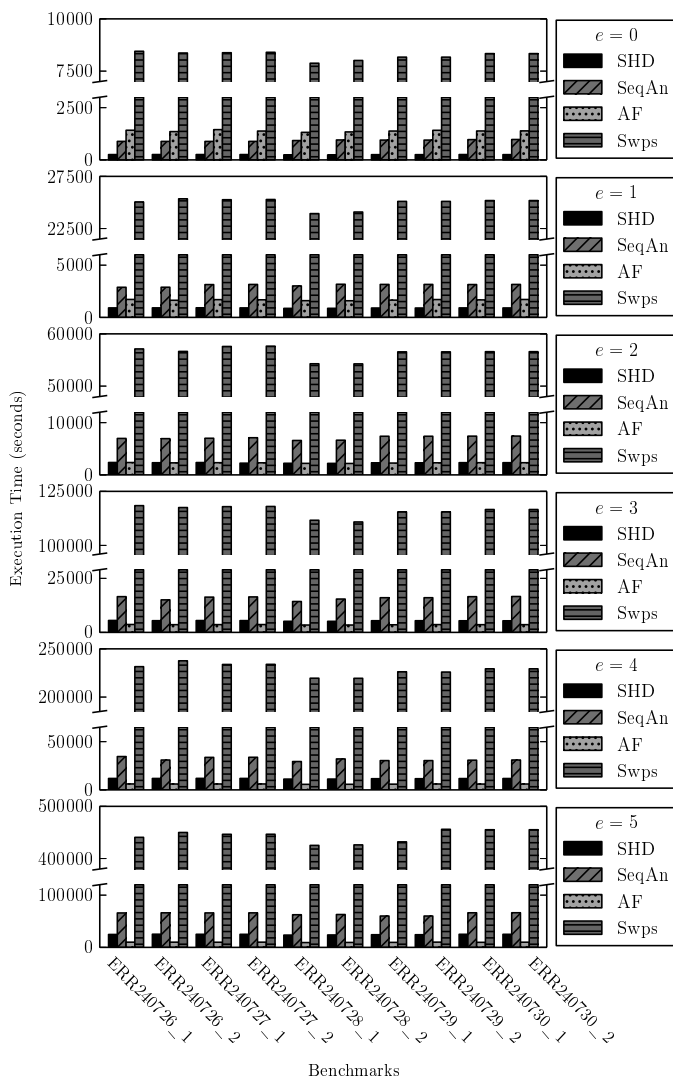 Execution Time (seconds)
10000
7500
2500
0
e = 0
SHD
SeqAn
AF
Swps
27500
22500
5000
0
e = 1
SHD
SeqAn
AF
Swps
60000
50000
10000
0
e = 2
SHD
SeqAn
AF
Swps
125000
100000
25000
0
e = 3
SHD
SeqAn
AF
Swps
250000
200000
50000
0
e = 4
SHD
SeqAn
AF
Swps
500000
400000
100000
0
e = 5
SHD
SeqAn
AF
Swps
ERR240726_1
ERR240726_2
ERR240727_1
ERR240727_2
ERR240728_1
ERR240728_2
ERR240729_1
ERR240729_2
ERR240730_1
ERR240730_2
Benchmarks